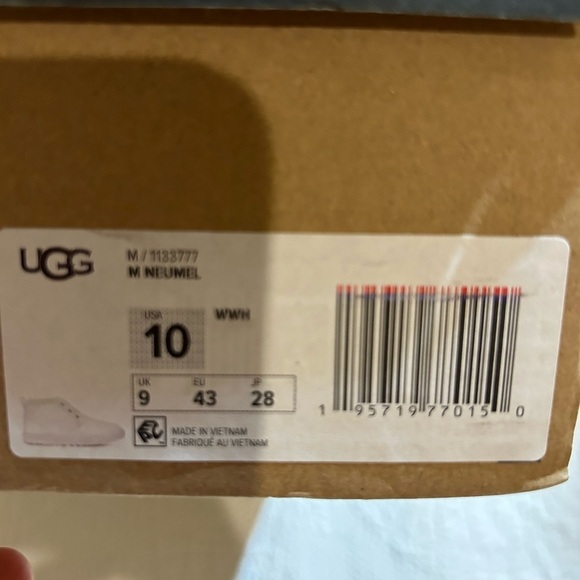 UGG
M / 1133777
M NEUMEL
USA
10
WWH
UK EU JP
9 43 28
MADE IN VIETNAM
FABRIQUÉ AU VIETNAM
1 95719 77015 0